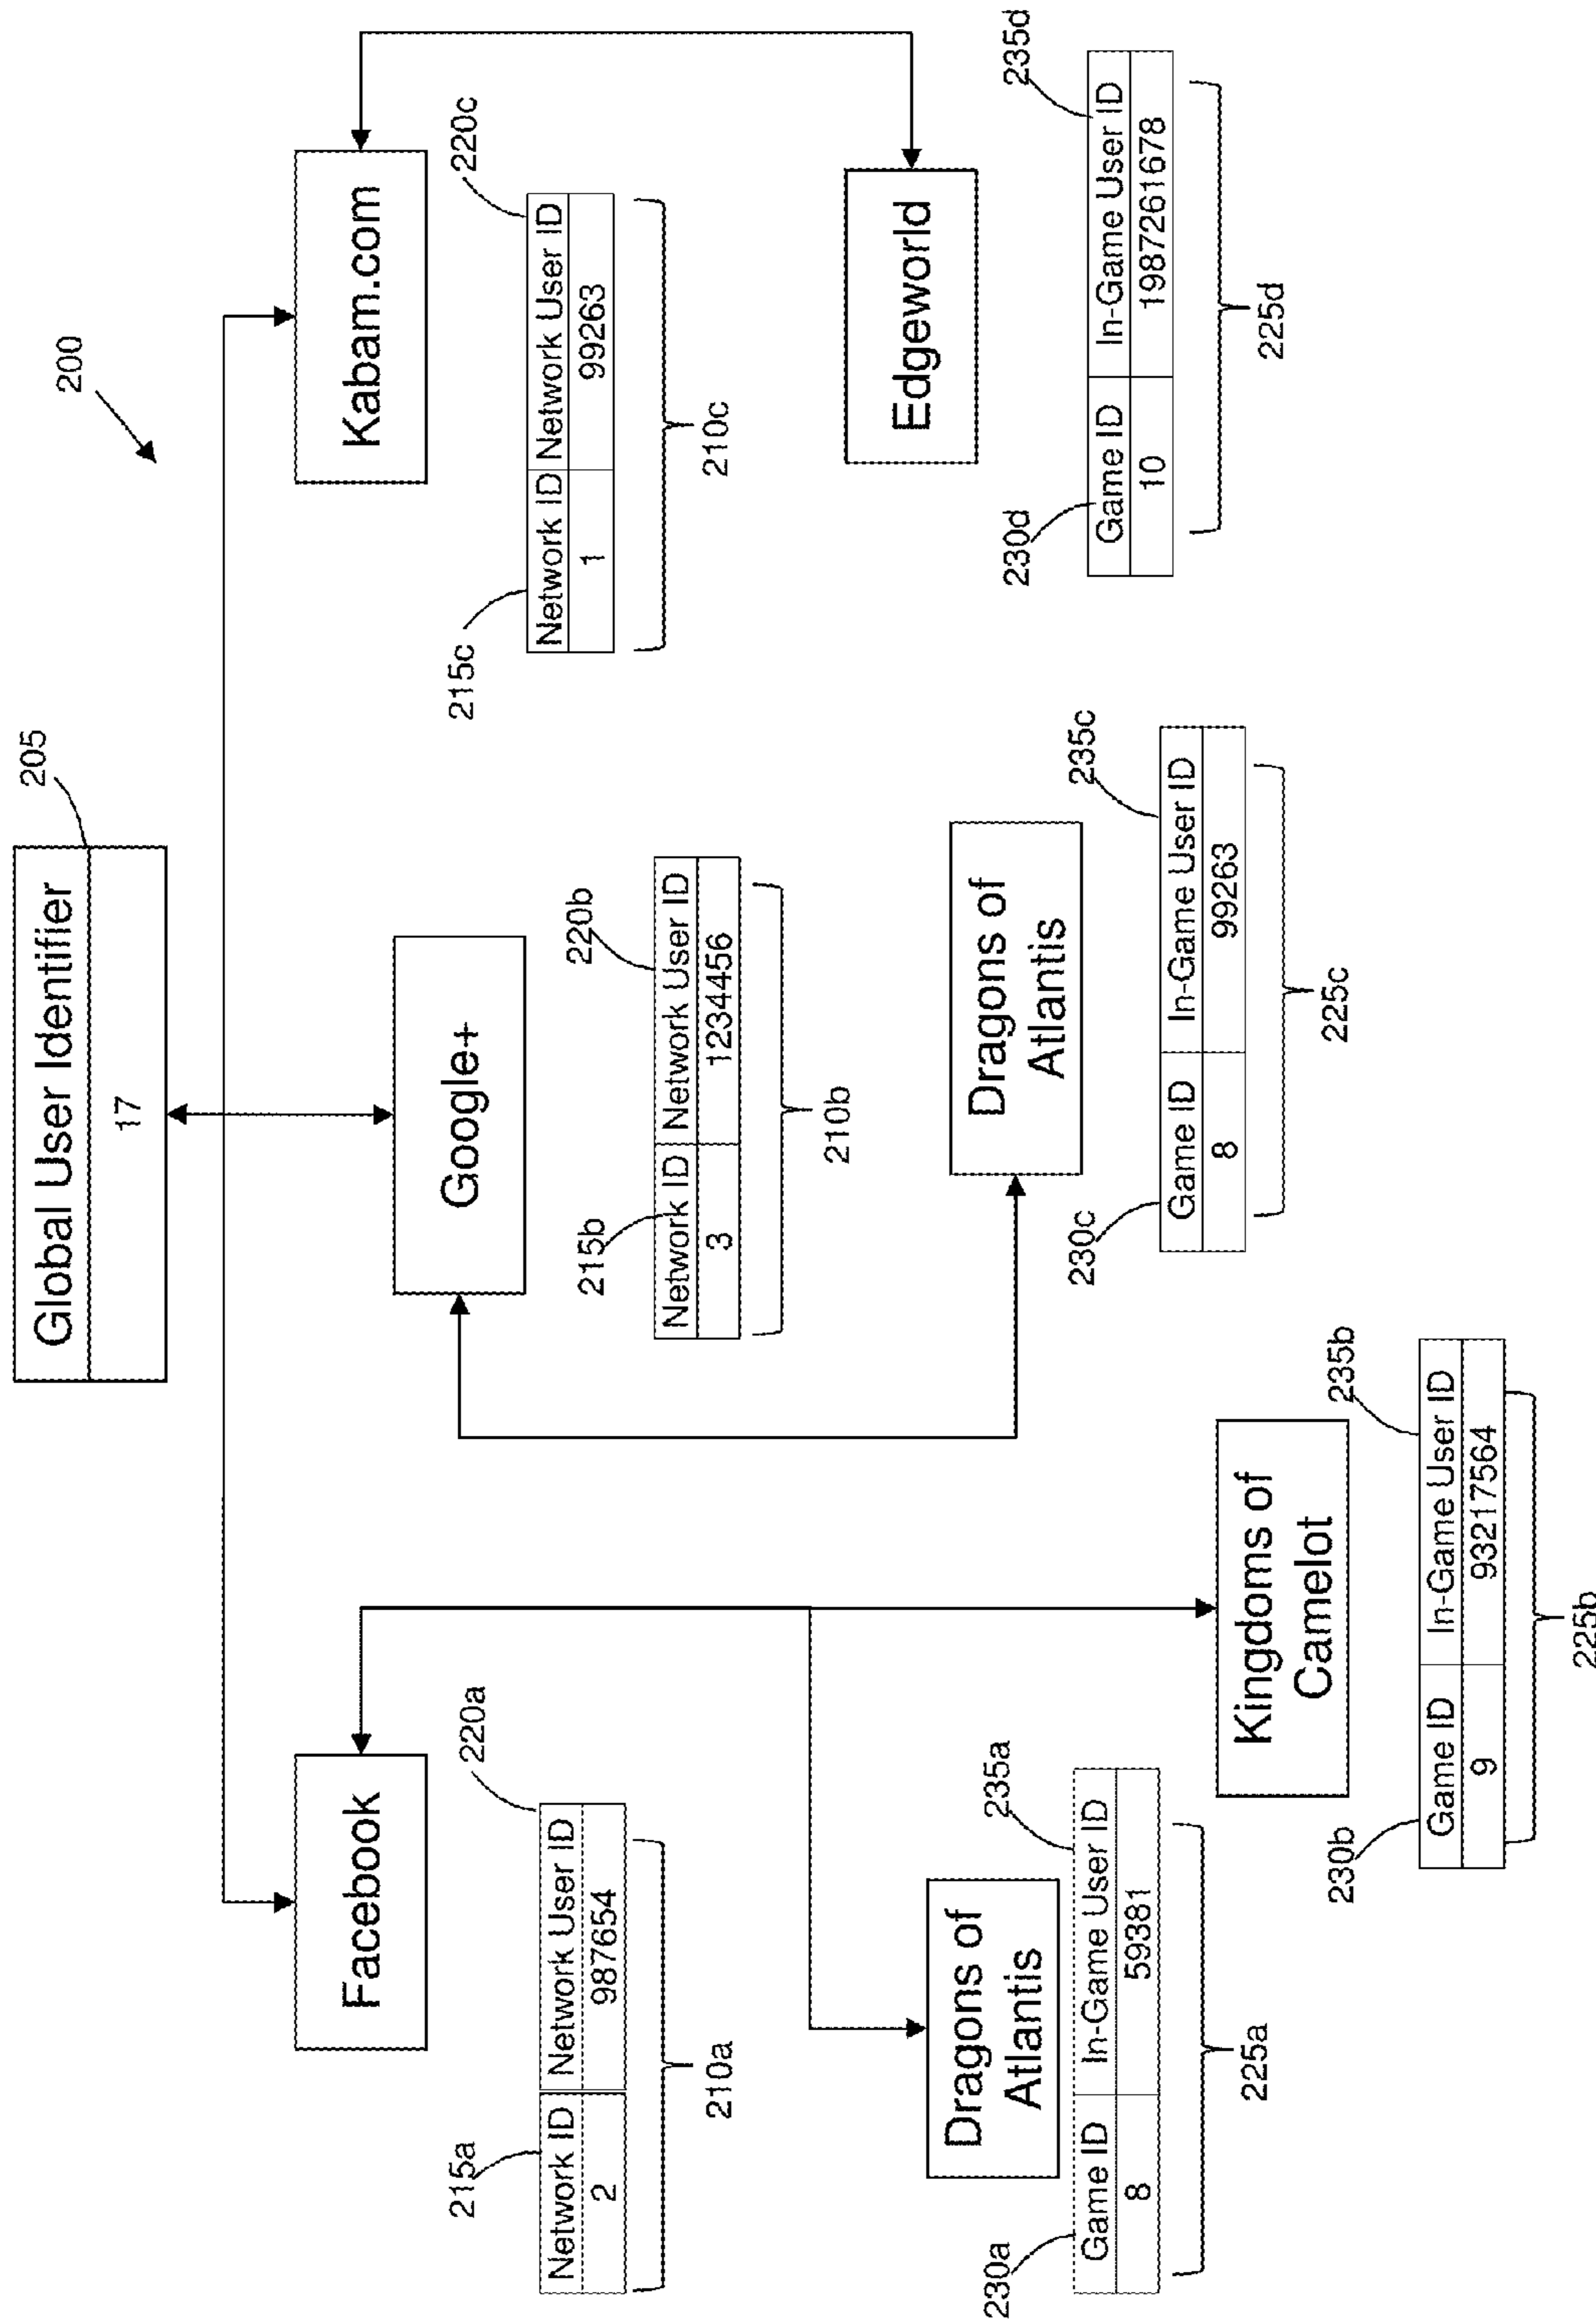 200
Global User Identifier
205
17
Facebook
220a
215a
Network ID Network User ID
2 987654
210a
Google+
220b
215b
Network ID Network User ID
3 1234456
210b
Kabam.com
220c
215c
Network ID Network User ID
1 99263
210c
Dragons of
Atlantis
230a
235a
Game ID In-Game User ID
8 59381
225a
Kingdoms of
Camelot
230b
235b
Game ID In-Game User ID
9 93217564
225b
Dragons of
Atlantis
230c
235c
Game ID In-Game User ID
8 99263
225c
Edgeworld
230d
235d
Game ID In-Game User ID
10 1987261678
225d